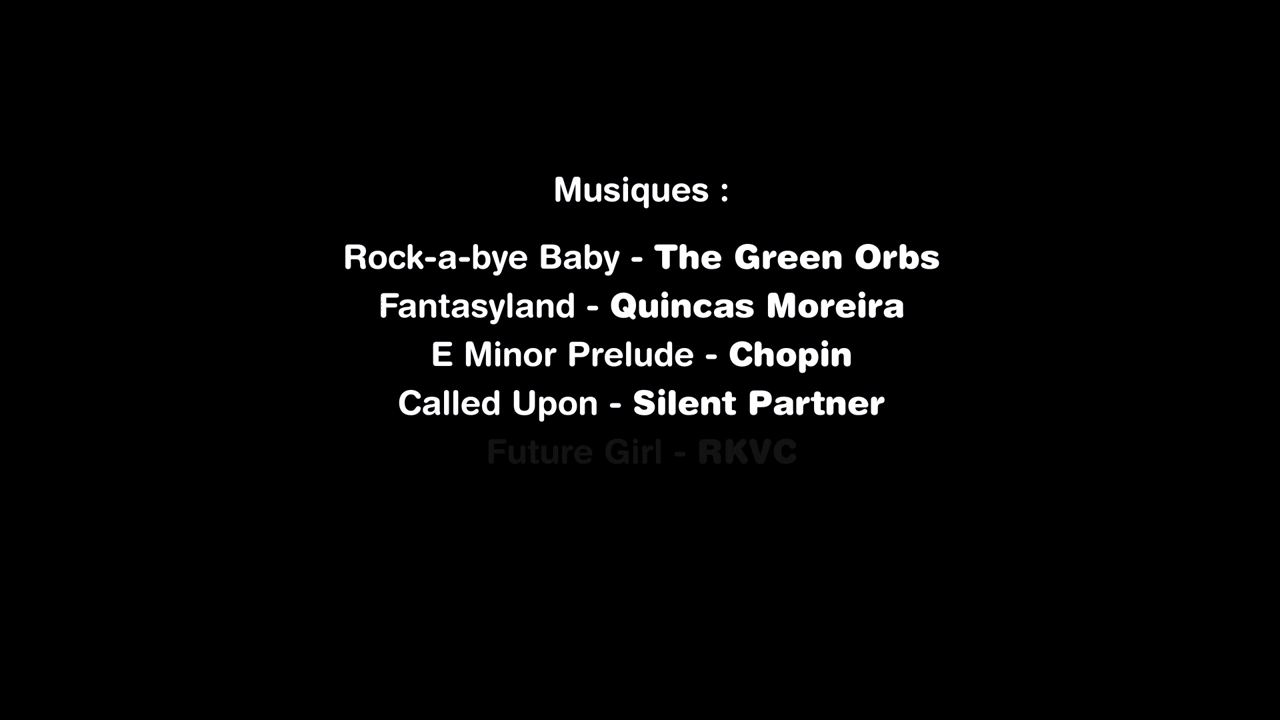 Musiques :
Rock-a-bye Baby - The Green Orbs
Fantasyland - Quincas Moreira
E Minor Prelude - Chopin
Called Upon - Silent Partner
Future Girl - RKVC